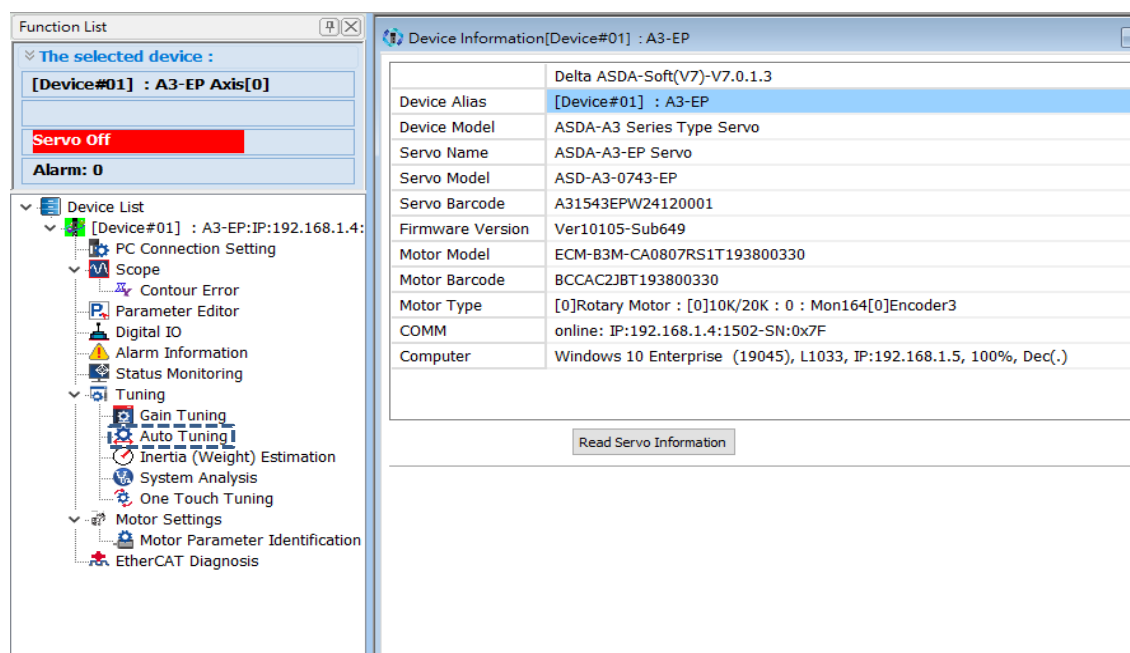 Function List
The selected device :
[Device#01] : A3-EP Axis[0]
Servo Off
Alarm: 0
Device List
[Device#01] : A3-EP:IP:192.168.1.4:
PC Connection Setting
Scope
Contour Error
Parameter Editor
Digital IO
Alarm Information
Status Monitoring
Tuning
Gain Tuning
Auto Tuning
Inertia (Weight) Estimation
System Analysis
One Touch Tuning
Motor Settings
Motor Parameter Identification
EtherCAT Diagnosis
Device Information[Device#01] : A3-EP
Delta ASDA-Soft(V7)-V7.0.1.3
Device Alias [Device#01] : A3-EP
Device Model ASDA-A3 Series Type Servo
Servo Name ASDA-A3-EP Servo
Servo Model ASD-A3-0743-EP
Servo Barcode A31543EPW24120001
Firmware Version Ver10105-Sub649
Motor Model ECM-B3M-CA0807RS1T193800330
Motor Barcode BCCAC2JBT193800330
Motor Type [0]Rotary Motor : [0]10K/20K : 0 : Mon164[0]Encoder3
COMM online: IP:192.168.1.4:1502-SN:0x7F
Computer Windows 10 Enterprise (19045), L1033, IP:192.168.1.5, 100%, Dec(.)
Read Servo Information